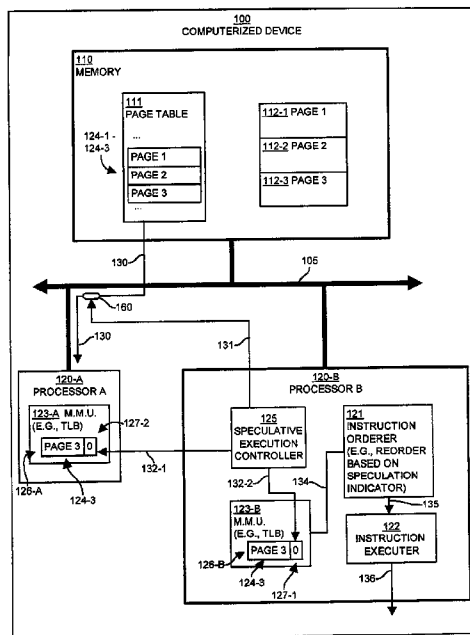 100
COMPUTERIZED DEVICE
110
MEMORY
111
PAGE TABLE
124-1 -
124-3
...
PAGE 1
PAGE 2
PAGE 3
...
112-1 PAGE 1
112-2 PAGE 2
112-3 PAGE 3
130
105
160
130
131
120-A
PROCESSOR A
123-A M.M.U.
(E.G., TLB)
127-2
PAGE 3 0
126-A
124-3
132-1
120-B
PROCESSOR B
125
SPECULATIVE
EXECUTION
CONTROLLER
132-2
134
121
INSTRUCTION
ORDERER
(E.G., REORDER
BASED ON
SPECULATION
INDICATOR)
135
123-B
M.M.U.
(E.G., TLB)
PAGE 3 0
126-B
124-3
127-1
122
INSTRUCTION
EXECUTER
136